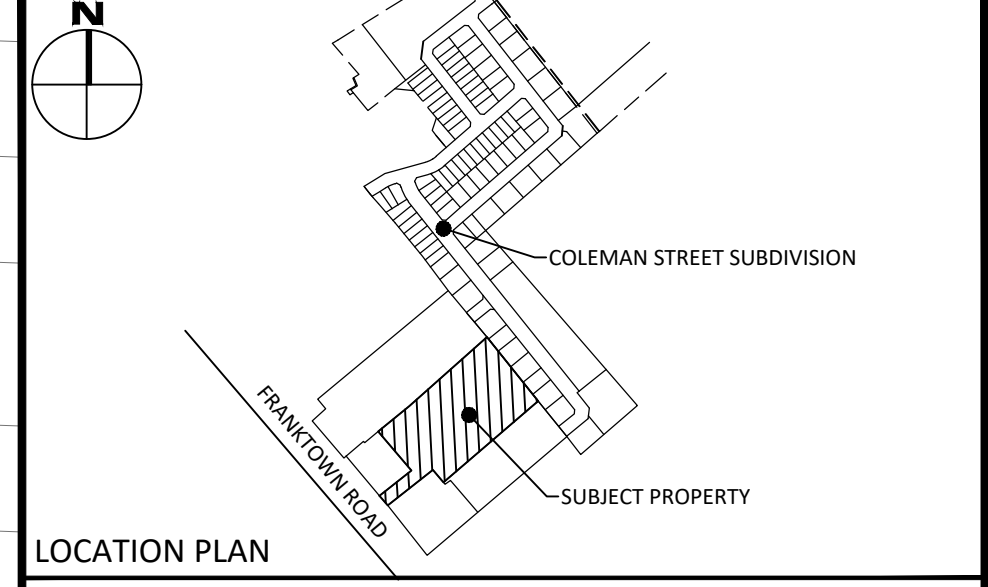 N
COLEMAN STREET SUBDIVISION
FRANKTOWN ROAD
SUBJECT PROPERTY
LOCATION PLAN